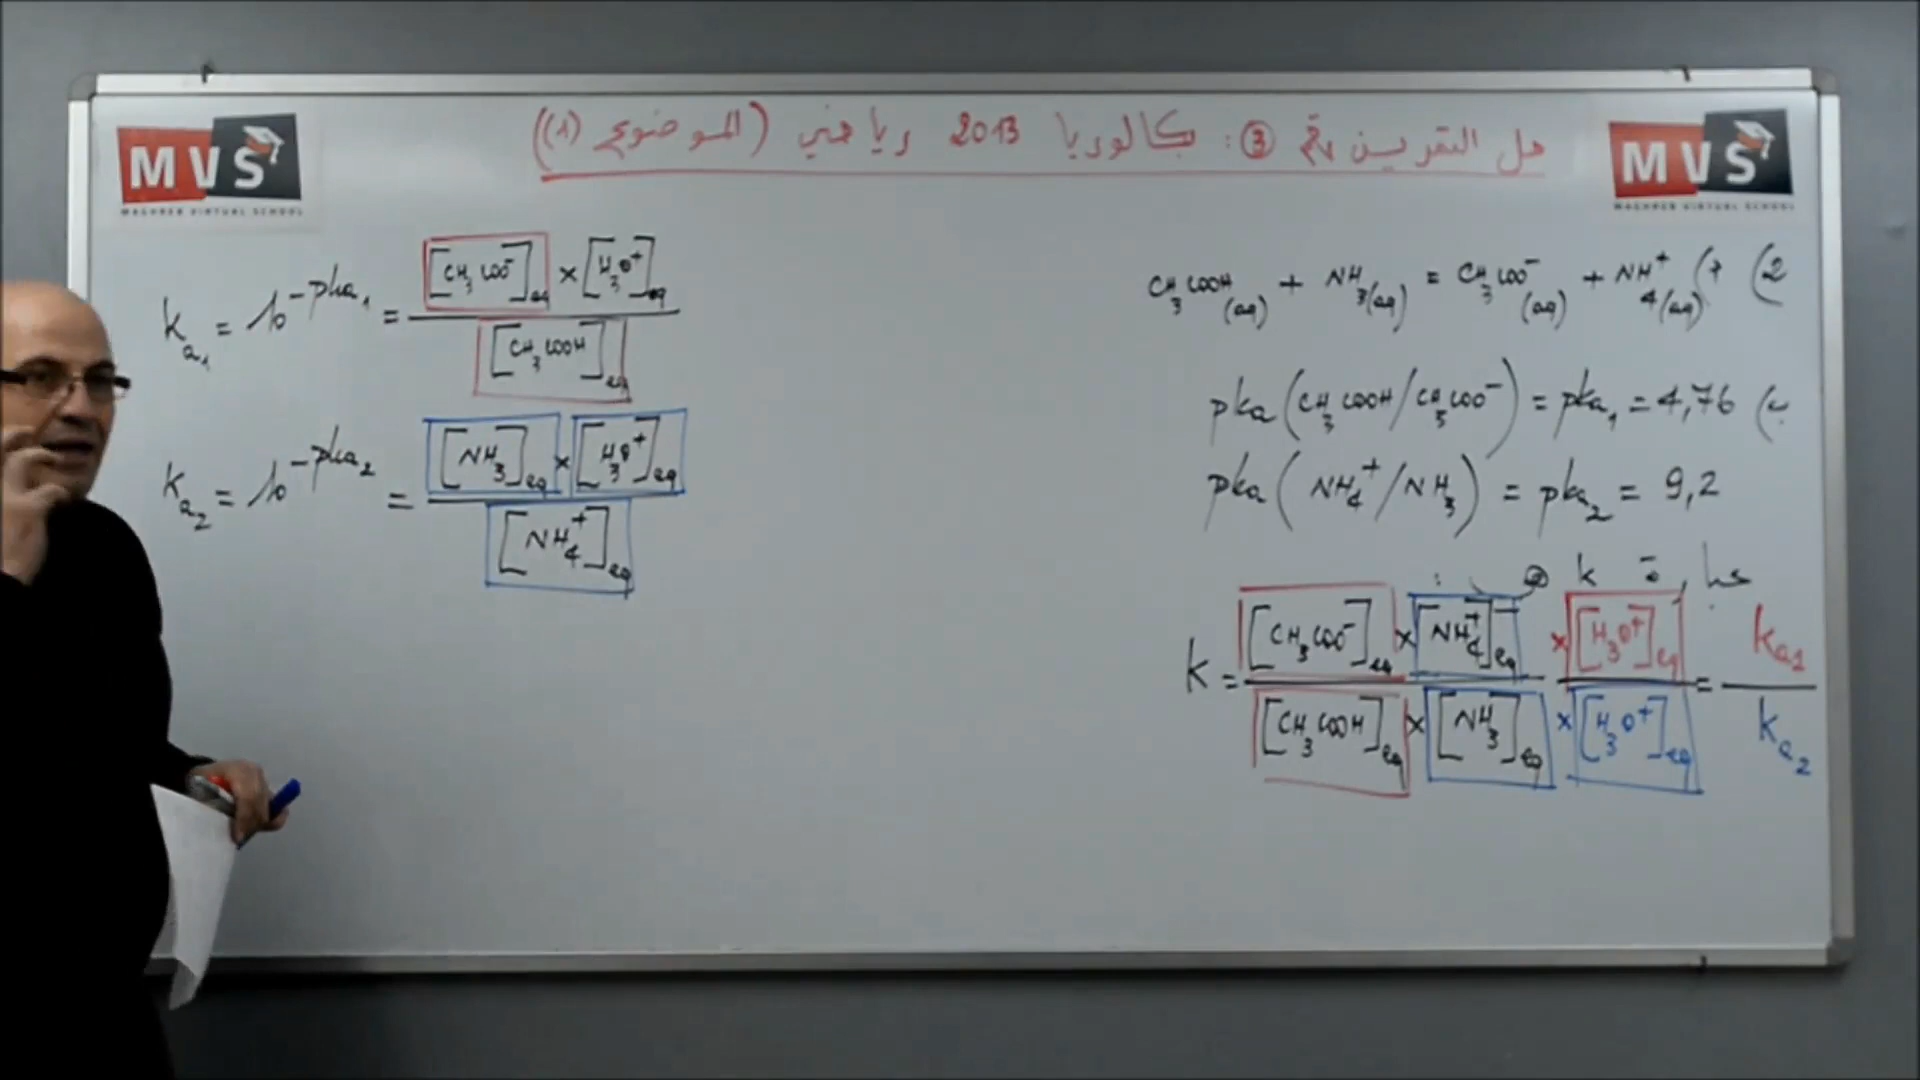 MVS
MAGHREB VIRTUAL SCHOOL
حل التمرين رقم ③: بكالوريا 2013 رياضي (الموضوع (1))
MVS
MAGHREB VIRTUAL SCHOOL
2) أ) CH₃COOH(aq) + NH₃(aq) = CH₃COO⁻(aq) + NH₄⁺(aq)
ب) pka(CH₃COOH/CH₃COO⁻) = pka₁ = 4,76
pka(NH₄⁺/NH₃) = pka₂ = 9,2
k
k = [CH₃COO⁻]eq × [NH₄⁺]eq × [H₃O⁺]eq / [CH₃COOH]eq × [NH₃]eq × [H₃O⁺]eq = ka1 / ka2
ka₁ = 10^-pka₁ = [CH₃COO⁻]eq × [H₃O⁺]eq / [CH₃COOH]eq
ka₂ = 10^-pka₂ = [NH₃]eq × [H₃O⁺]eq / [NH₄⁺]eq